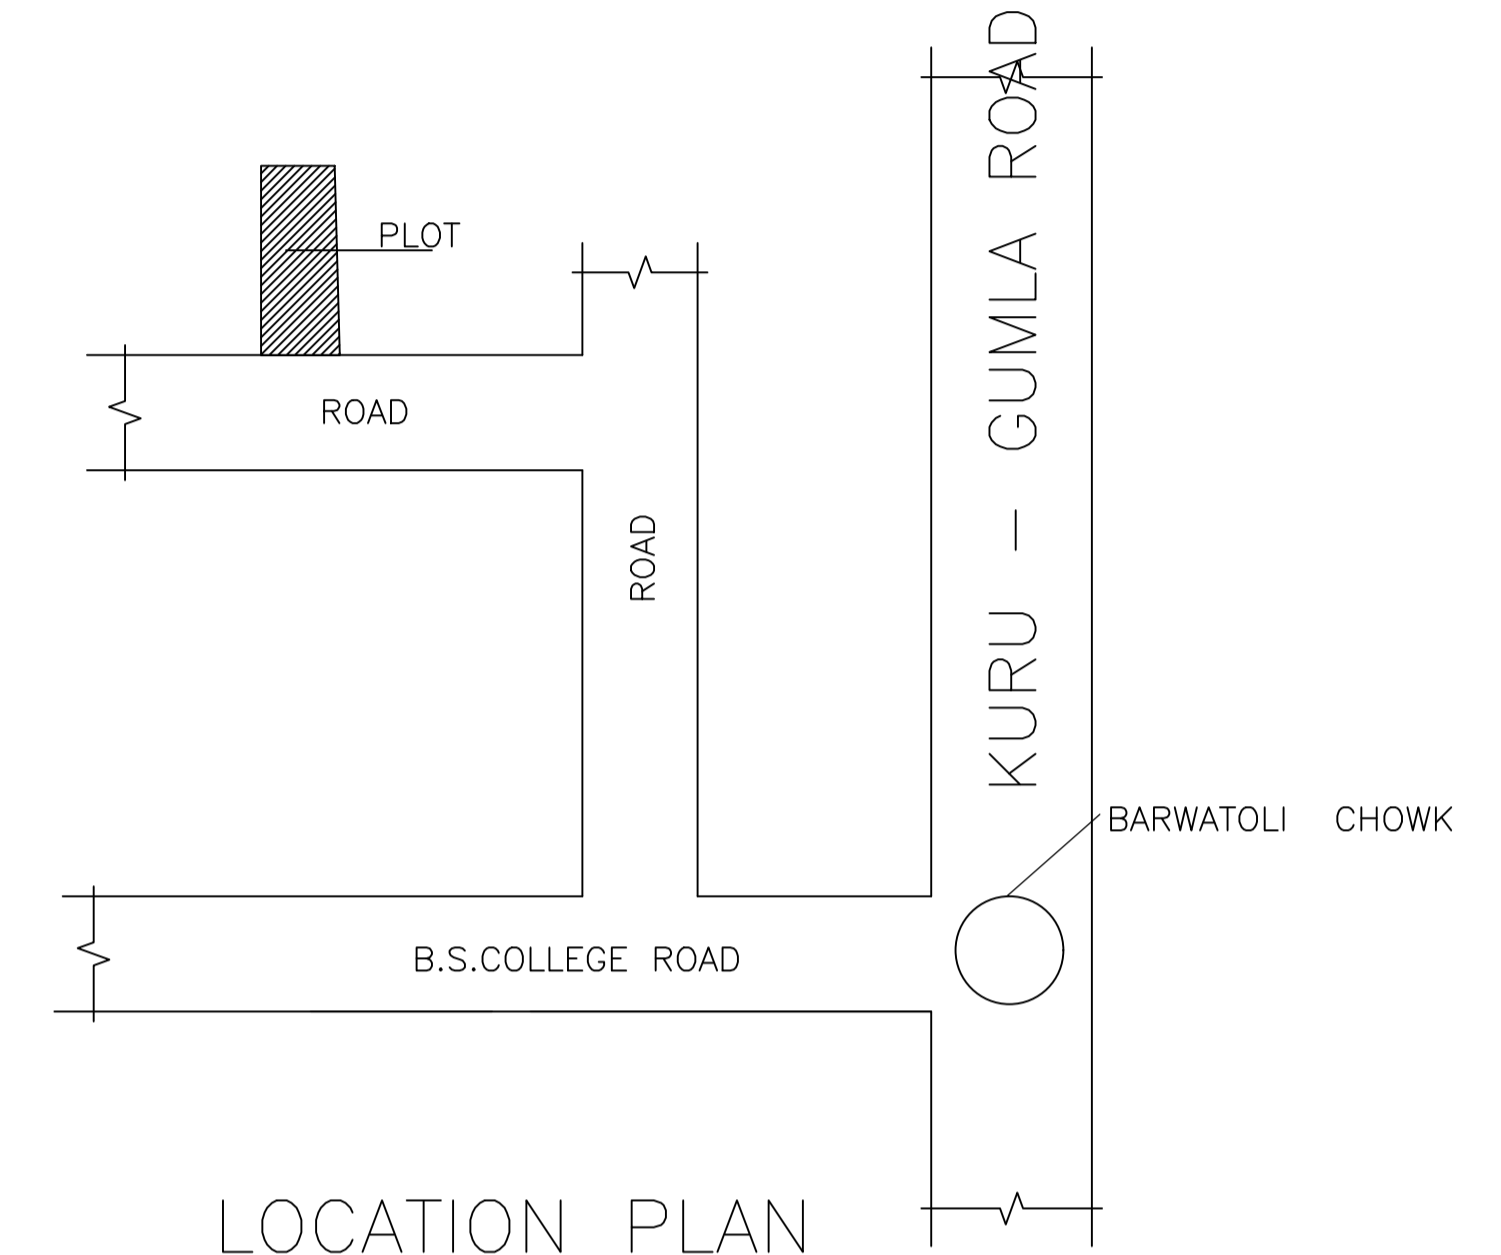 KURU - GUMLA ROAD
PLOT
ROAD
ROAD
BARWATOLI CHOWK
B.S.COLLEGE ROAD
LOCATION PLAN